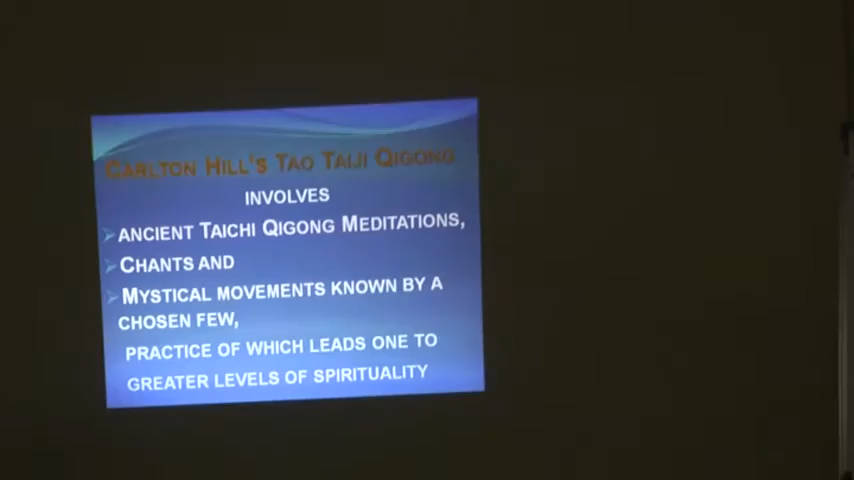 CARLTON HILL'S TAO TAIJI QIGONG
INVOLVES
ANCIENT TAICHI QIGONG MEDITATIONS,
CHANTS AND
MYSTICAL MOVEMENTS KNOWN BY A
CHOSEN FEW,
PRACTICE OF WHICH LEADS ONE TO
GREATER LEVELS OF SPIRITUALITY